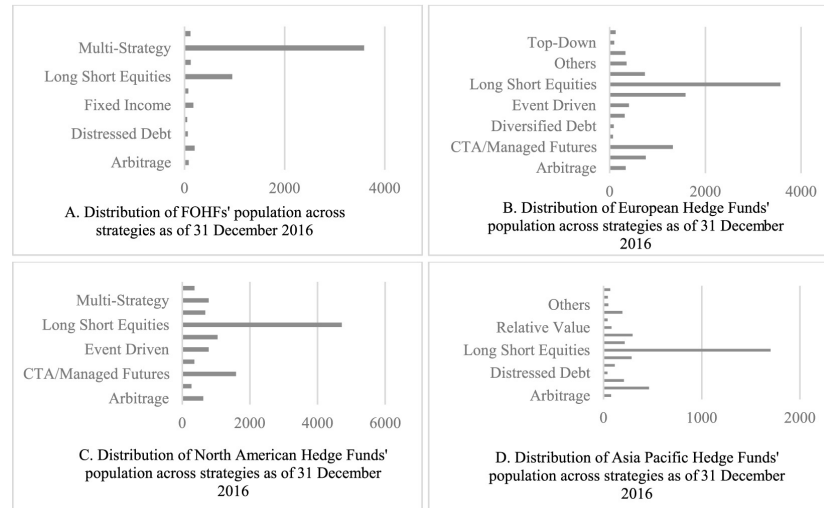 Multi-Strategy
Long Short Equities
Fixed Income
Distressed Debt
Arbitrage
0 2000 4000
A. Distribution of FOHFs' population across
strategies as of 31 December 2016
Top-Down
Others
Long Short Equities
Event Driven
Diversified Debt
CTA/Managed Futures
Arbitrage
0 2000 4000
B. Distribution of European Hedge Funds'
population across strategies as of 31 December
2016
Multi-Strategy
Long Short Equities
Event Driven
CTA/Managed Futures
Arbitrage
0 2000 4000 6000
C. Distribution of North American Hedge Funds'
population across strategies as of 31 December
2016
Others
Relative Value
Long Short Equities
Distressed Debt
Arbitrage
0 1000 2000
D. Distribution of Asia Pacific Hedge Funds'
population across strategies as of 31 December
2016